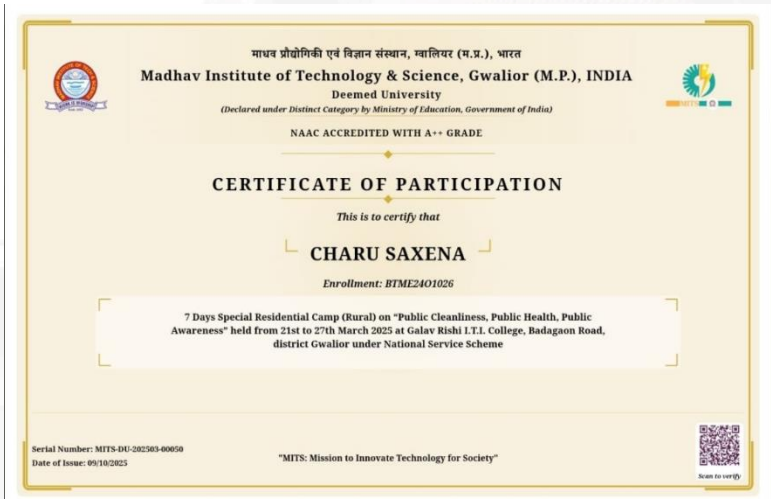 माधव प्रौद्योगिकी एवं विज्ञान संस्थान, ग्वालियर (म.प्र.), भारत
Madhav Institute of Technology & Science, Gwalior (M.P.), INDIA
Deemed University
(Declared under Distinct Category by Ministry of Education, Government of India)
NAAC ACCREDITED WITH A++ GRADE
MITS
CERTIFICATE OF PARTICIPATION
This is to certify that
CHARU SAXENA
Enrollment: BTME24O1026
7 Days Special Residential Camp (Rural) on "Public Cleanliness, Public Health, Public
Awareness" held from 21st to 27th March 2025 at Galav Rishi I.T.I. College, Badagaon Road,
district Gwalior under National Service Scheme
Serial Number: MITS-DU-202503-00050
Date of Issue: 09/10/2025
"MITS: Mission to Innovate Technology for Society"
Scan to verify